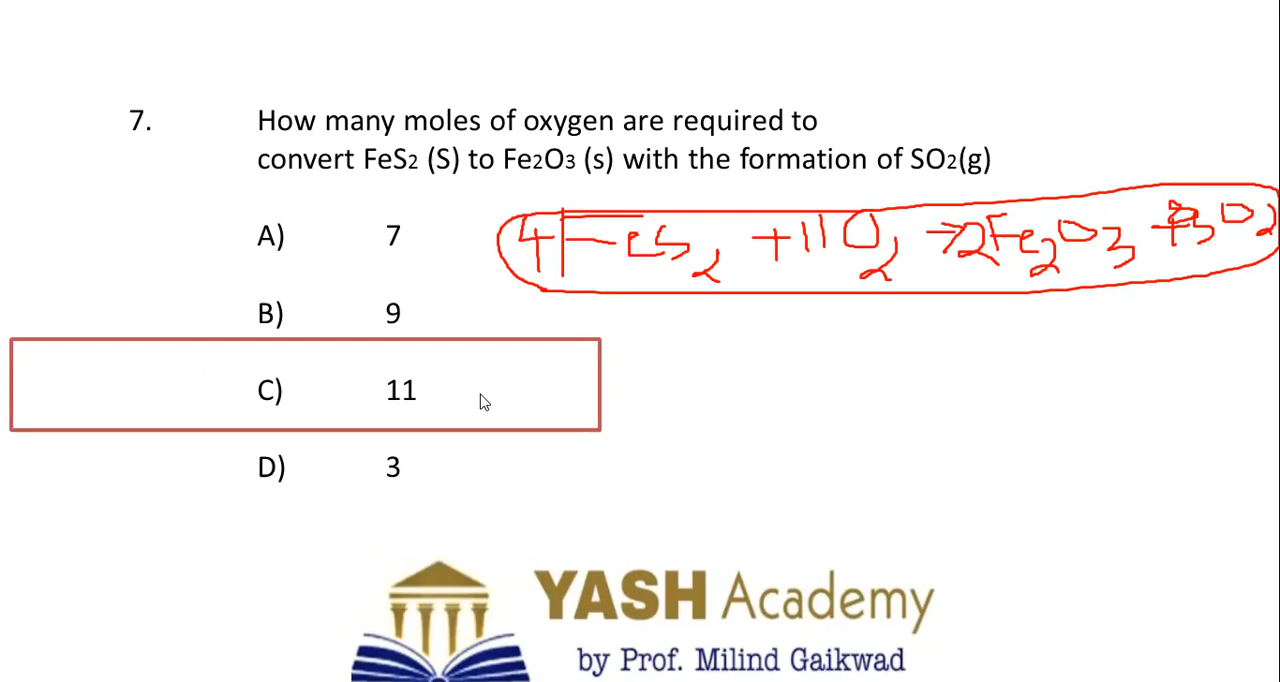 7. How many moles of oxygen are required to
convert FeS2 (S) to Fe2O3 (s) with the formation of SO2(g)
A) 7
4FeS2 + 11O2 → 2Fe2O3 + 8SO2
B) 9
C) 11
D) 3
YASH Academy
by Prof. Milind Gaikwad